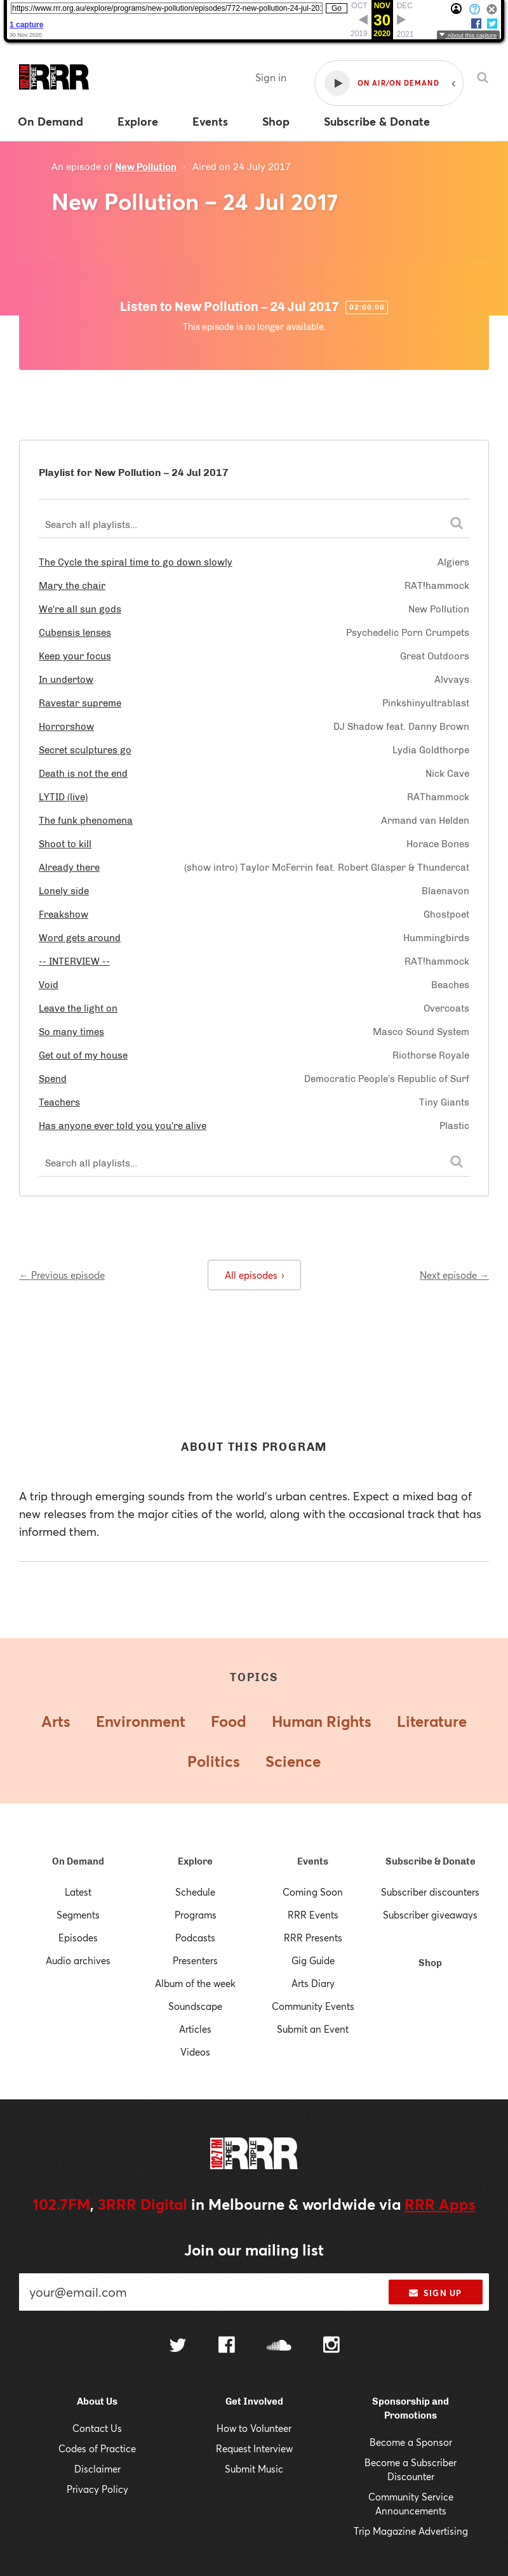 https://www.rrr.org.au/explore/programs/new-pollution/episodes/772-new-pollution-24-jul-201 Go
OCT NOV DEC
30
2019 2020 2021
1 capture
30 Nov 2020
About this capture
102.7FM THREE TRIPLE RRR
Sign in
ON AIR/ON DEMAND
On Demand Explore Events Shop Subscribe & Donate
An episode of New Pollution · Aired on 24 July 2017
New Pollution – 24 Jul 2017
Listen to New Pollution – 24 Jul 2017 02:00:00
This episode is no longer available.
Playlist for New Pollution – 24 Jul 2017
Search all playlists...
The Cycle the spiral time to go down slowly Algiers
Mary the chair RAT!hammock
We're all sun gods New Pollution
Cubensis lenses Psychedelic Porn Crumpets
Keep your focus Great Outdoors
In undertow Alvvays
Ravestar supreme Pinkshinyultrablast
Horrorshow DJ Shadow feat. Danny Brown
Secret sculptures go Lydia Goldthorpe
Death is not the end Nick Cave
LYTID (live) RAThammock
The funk phenomena Armand van Helden
Shoot to kill Horace Bones
Already there (show intro) Taylor McFerrin feat. Robert Glasper & Thundercat
Lonely side Blaenavon
Freakshow Ghostpoet
Word gets around Hummingbirds
-- INTERVIEW -- RAT!hammock
Void Beaches
Leave the light on Overcoats
So many times Masco Sound System
Get out of my house Riothorse Royale
Spend Democratic People's Republic of Surf
Teachers Tiny Giants
Has anyone ever told you you're alive Plastic
Search all playlists...
← Previous episode All episodes › Next episode →
ABOUT THIS PROGRAM
A trip through emerging sounds from the world's urban centres. Expect a mixed bag of
new releases from the major cities of the world, along with the occasional track that has
informed them.
TOPICS
Arts Environment Food Human Rights Literature
Politics Science
On Demand
Latest
Segments
Episodes
Audio archives
Explore
Schedule
Programs
Podcasts
Presenters
Album of the week
Soundscape
Articles
Videos
Events
Coming Soon
RRR Events
RRR Presents
Gig Guide
Arts Diary
Community Events
Submit an Event
Subscribe & Donate
Subscriber discounters
Subscriber giveaways
Shop
102.7FM THREE TRIPLE RRR
102.7FM, 3RRR Digital in Melbourne & worldwide via RRR Apps
Join our mailing list
your@email.com SIGN UP
About Us
Contact Us
Codes of Practice
Disclaimer
Privacy Policy
Get Involved
How to Volunteer
Request Interview
Submit Music
Sponsorship and
Promotions
Become a Sponsor
Become a Subscriber
Discounter
Community Service
Announcements
Trip Magazine Advertising